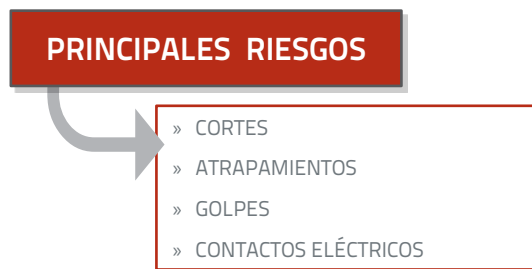 PRINCIPALES RIESGOS
» CORTES
» ATRAPAMIENTOS
» GOLPES
» CONTACTOS ELÉCTRICOS